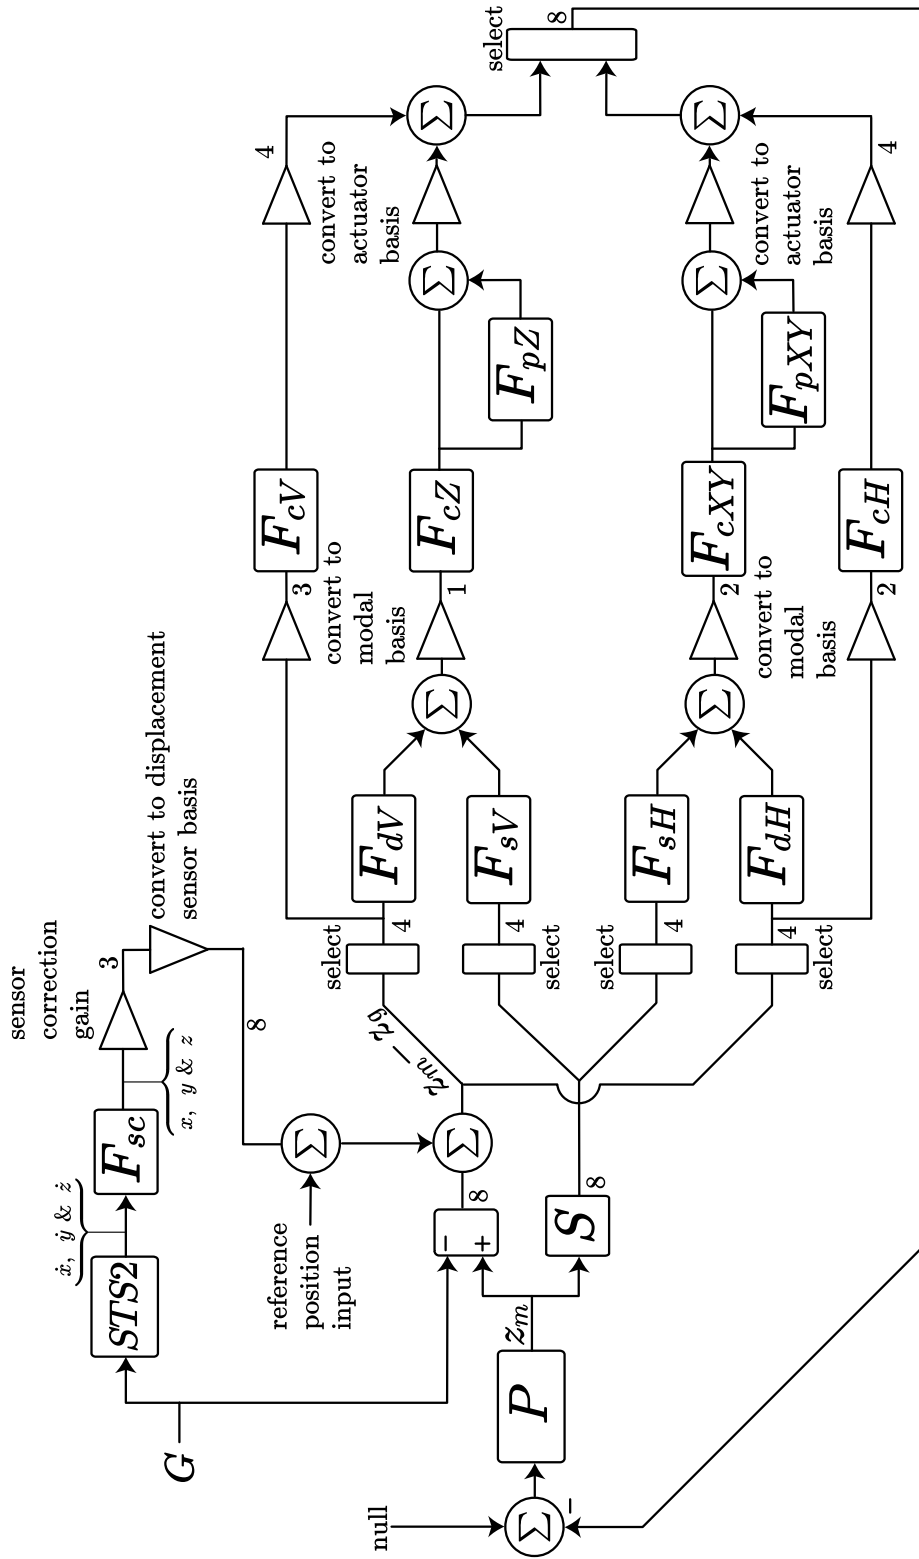 null
G
STS2
ẋ, ẏ & ż
F_sc
x, y & z
sensor
correction
gain
3
convert to displacement
sensor basis
8
reference
position
input
Σ
Σ
8
−
+
Σ
−
P
z_m
S
8
z_m − z_g
select
4
4
select
select
4
4
select
F_dV
F_sV
F_sH
F_dH
Σ
Σ
3
convert to
modal
basis
1
2
convert to
modal
basis
2
F_cV
F_cZ
F_cXY
F_cH
F_pZ
F_pXY
Σ
Σ
4
convert to
actuator
basis
convert to
actuator
basis
4
Σ
Σ
select
8